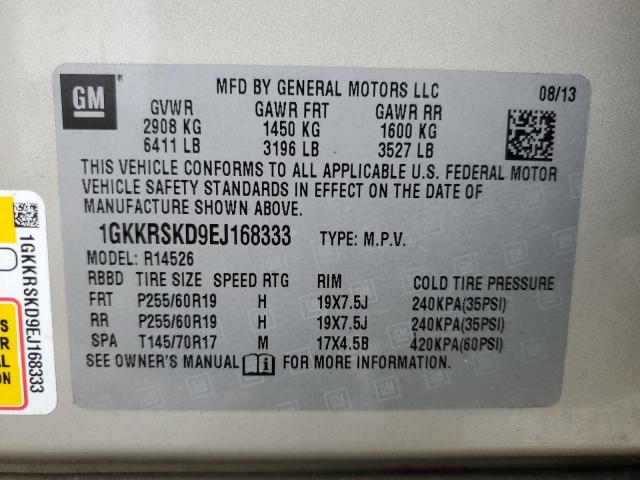 GM
MFD BY GENERAL MOTORS LLC 08/13
GVWR GAWR FRT GAWR RR
2908 KG 1450 KG 1600 KG
6411 LB 3196 LB 3527 LB
THIS VEHICLE CONFORMS TO ALL APPLICABLE U.S. FEDERAL MOTOR
VEHICLE SAFETY STANDARDS IN EFFECT ON THE DATE OF
MANUFACTURE SHOWN ABOVE.
1GKKRSKD9EJ168333 TYPE: M.P.V.
MODEL: R14526
RBBD TIRE SIZE SPEED RTG RIM COLD TIRE PRESSURE
FRT P255/60R19 H 19X7.5J 240KPA(35PSI)
RR P255/60R19 H 19X7.5J 240KPA(35PSI)
SPA T145/70R17 M 17X4.5B 420KPA(60PSI)
SEE OWNER'S MANUAL i FOR MORE INFORMATION.
1GKKRSKD9EJ168333